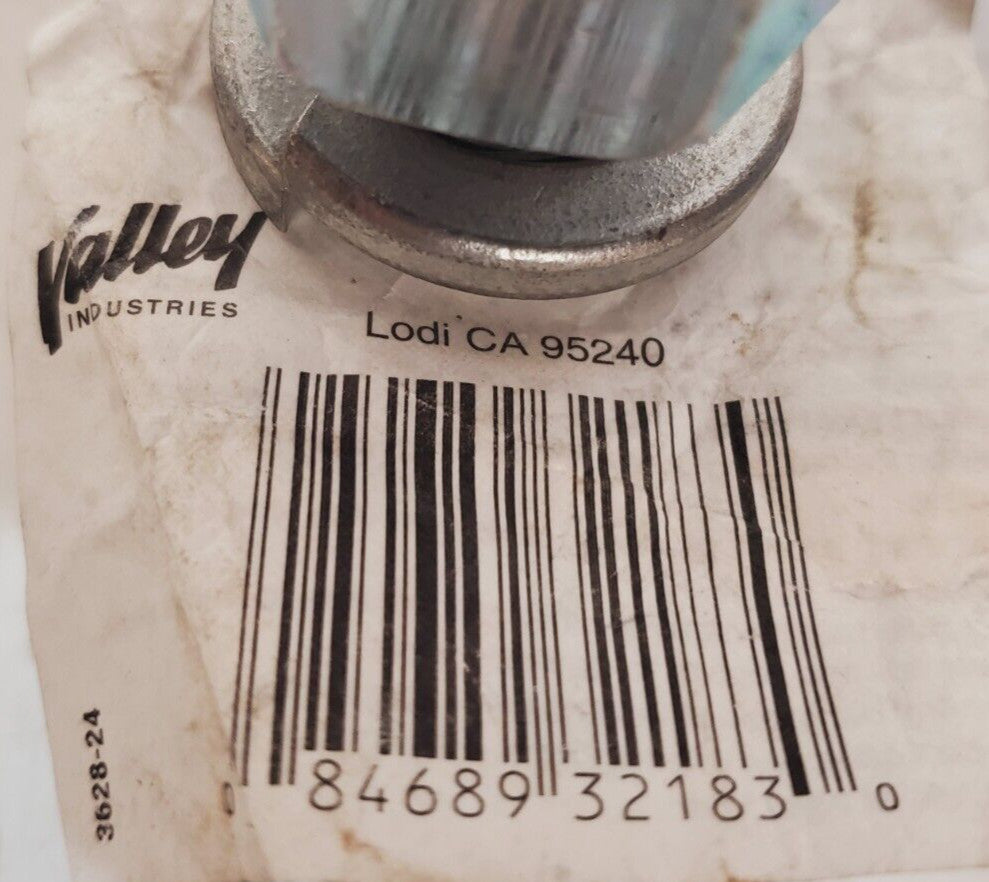 Valley
INDUSTRIES
Lodi CA 95240
3628-24
0 84689 32183 0